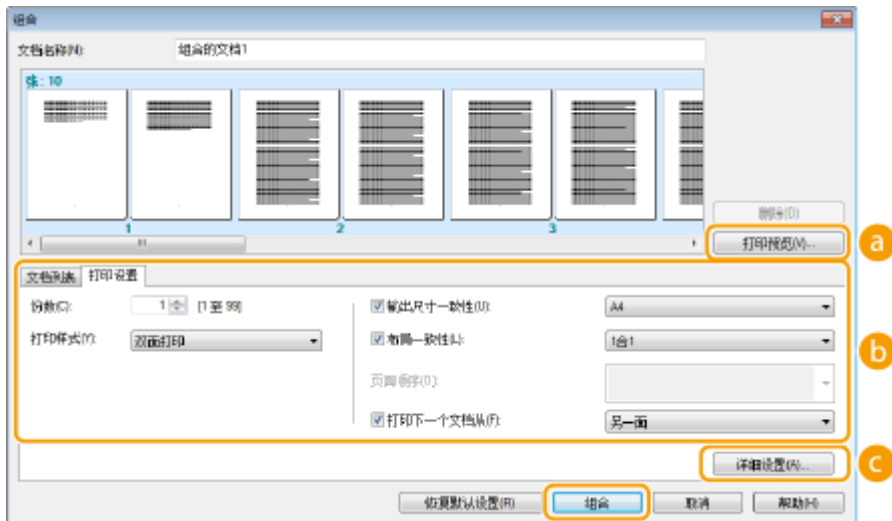 组合
文档名称(N): 组合的文档1
张: 10
1 2 3
删除(D)
打印预览(V)... a
文档列表 打印设置
份数(C): 1 [1 至 99] 输出尺寸一致性(U): A4
打印样式(Y): 双面打印 布局一致性(L): 1合1
b
页面顺序(O):
打印下一个文档从(F): 另一面
详细设置(A)... c
恢复默认设置(R) 组合 取消 帮助(H)